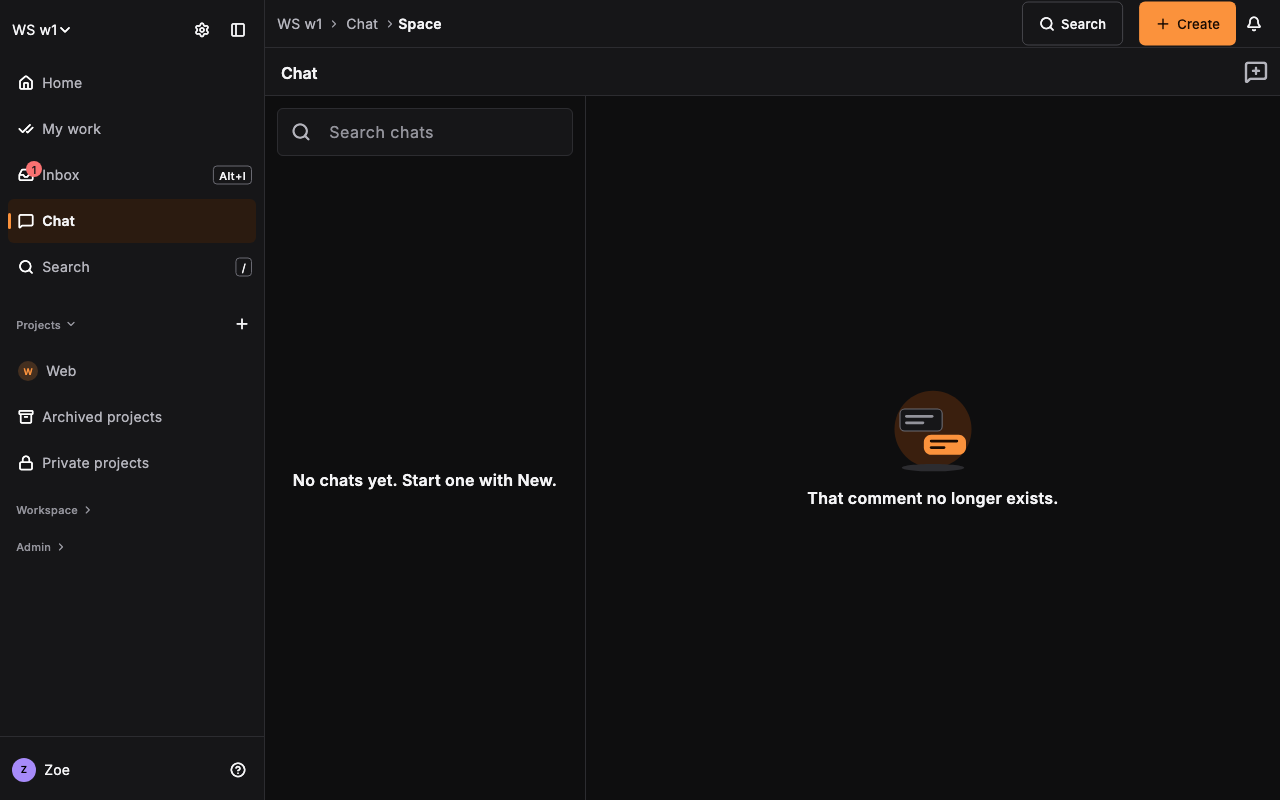 WS w1
Home
My work
1
Inbox
Alt+I
Chat
Search
/
Projects
W
Web
Archived projects
Private projects
Workspace
Admin
Z
Zoe
WS w1 > Chat > Space
Search
Create
Chat
Search chats
No chats yet. Start one with New.
That comment no longer exists.